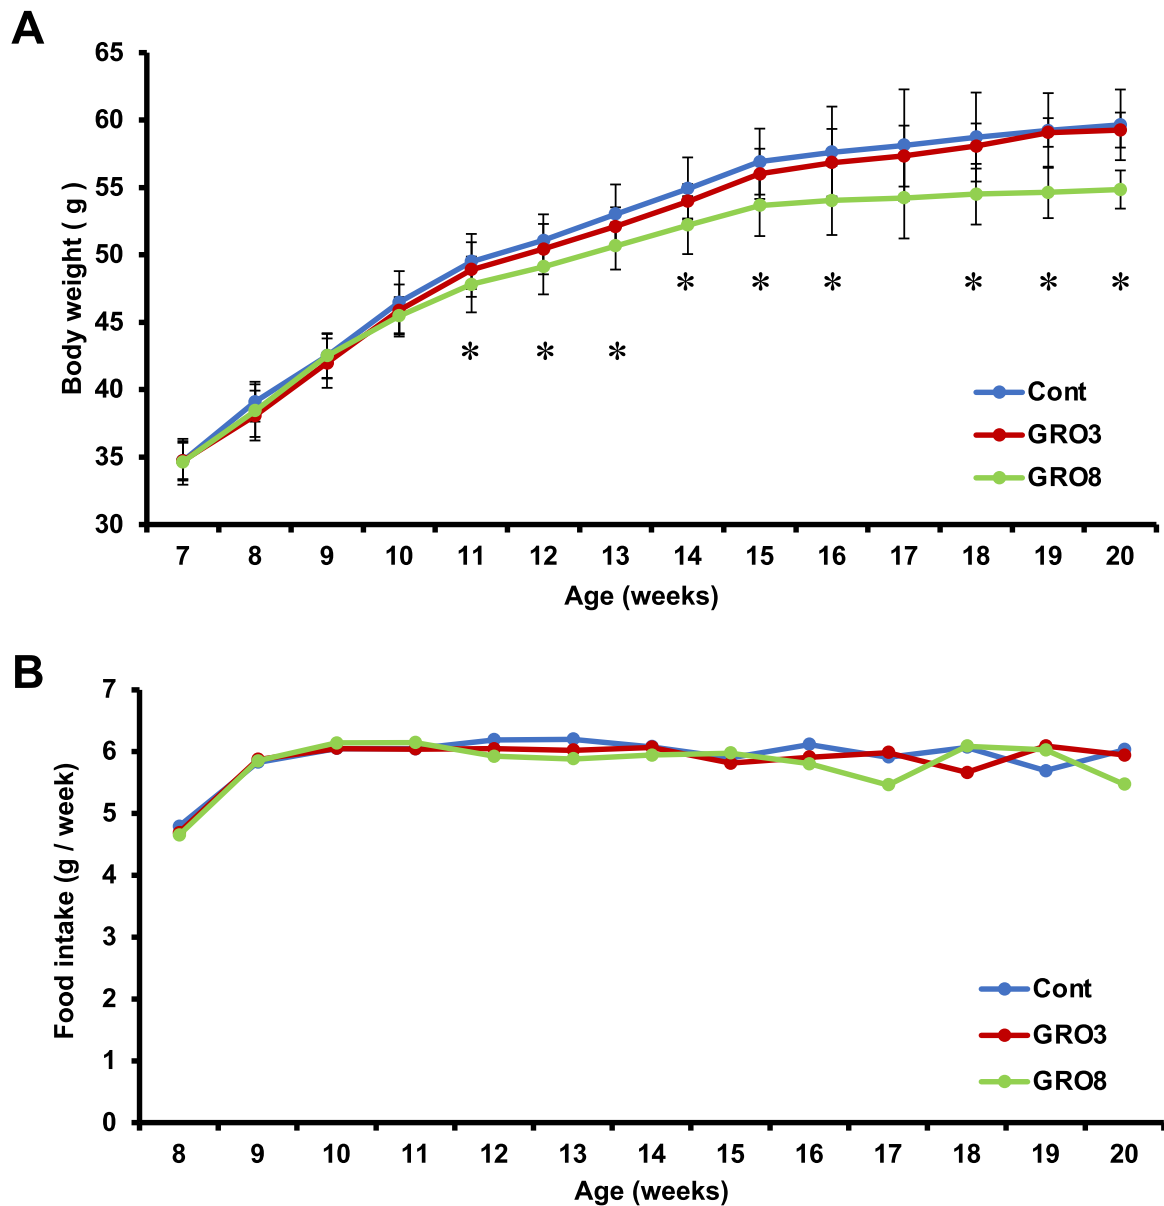 A
65
60
55
50
45
40
35
30
Body weight ( g )
* * * * * *
* * *
Cont
GRO3
GRO8
7 8 9 10 11 12 13 14 15 16 17 18 19 20
Age (weeks)
B
7
6
5
4
3
2
1
0
Food intake (g / week)
Cont
GRO3
GRO8
8 9 10 11 12 13 14 15 16 17 18 19 20
Age (weeks)